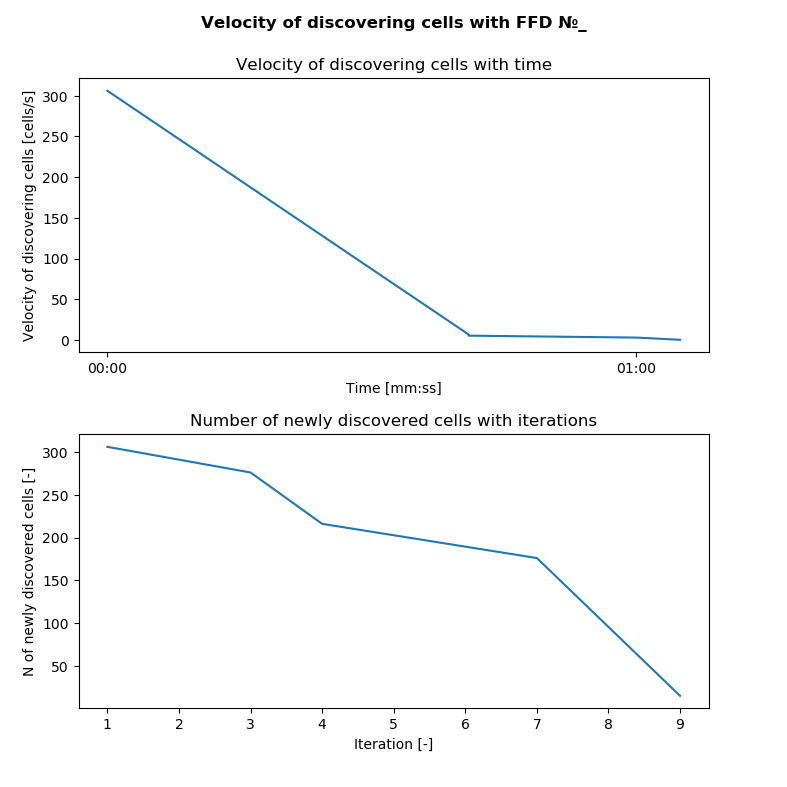 Velocity of discovering cells with FFD №_
Velocity of discovering cells with time
Velocity of discovering cells [cells/s]
300
250
200
150
100
50
0
00:00 01:00
Time [mm:ss]
Number of newly discovered cells with iterations
N of newly discovered cells [-]
300
250
200
150
100
50
1 2 3 4 5 6 7 8 9
Iteration [-]